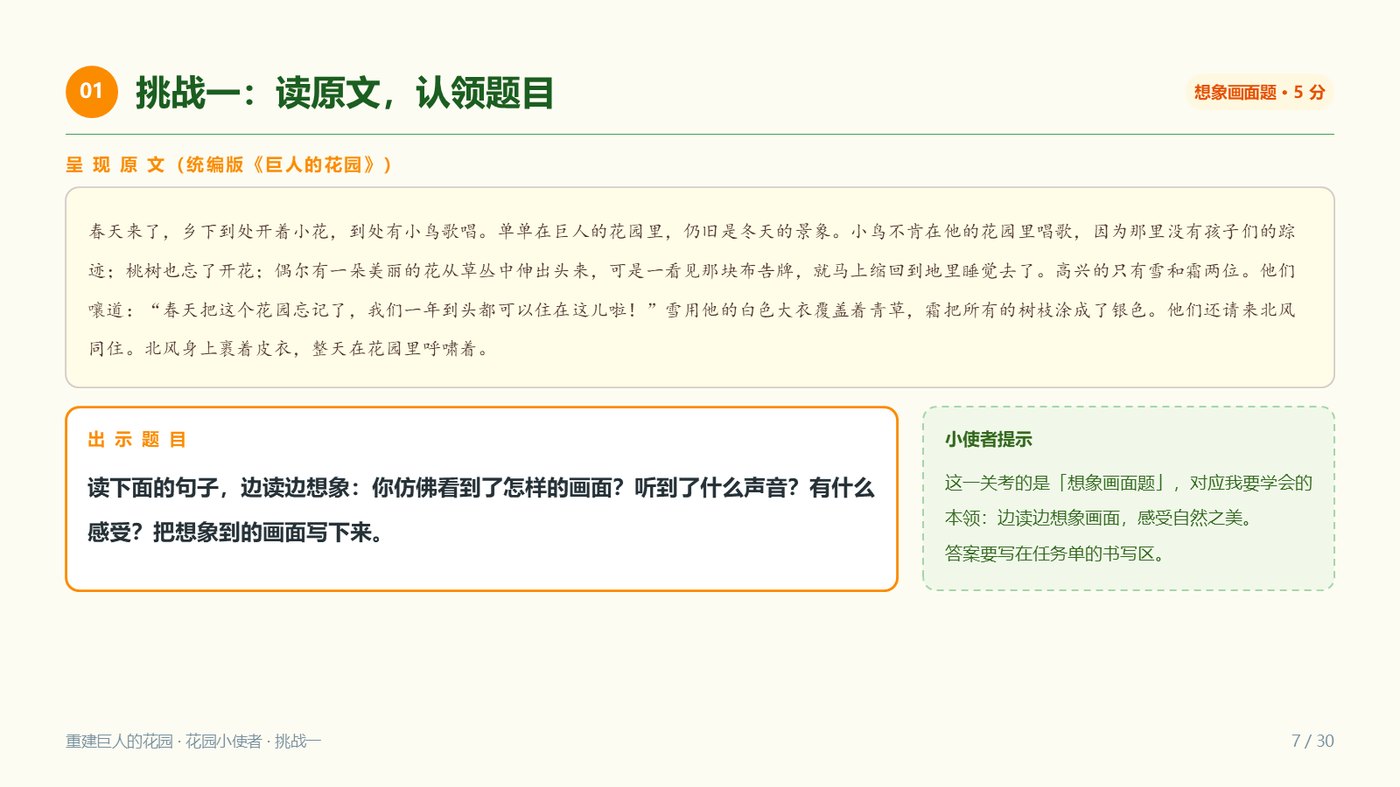 01 挑战一：读原文，认领题目
想象画面题 • 5 分
呈现原文（统编版《巨人的花园》）
春天来了，乡下到处开着小花，到处有小鸟歌唱。单单在巨人的花园里，仍旧是冬天的景象。小鸟不肯在他的花园里唱歌，因为那里没有孩子们的踪
迹；桃树也忘了开花；偶尔有一朵美丽的花从草丛中伸出头来，可是一看见那块布告牌，就马上缩回到地里睡觉去了。高兴的只有雪和霜两位。他们
嚷道：“春天把这个花园忘记了，我们一年到头都可以住在这儿啦！”雪用他的白色大衣覆盖着青草，霜把所有的树枝涂成了银色。他们还请来北风
同住。北风身上裹着皮衣，整天在花园里呼啸着。
出示题目
读下面的句子，边读边想象：你仿佛看到了怎样的画面？听到了什么声音？有什么
感受？把想象到的画面写下来。
小使者提示
这一关考的是「想象画面题」，对应我要学会的
本领：边读边想象画面，感受自然之美。
答案要写在任务单的书写区。
重建巨人的花园 · 花园小使者 · 挑战一
7 / 30